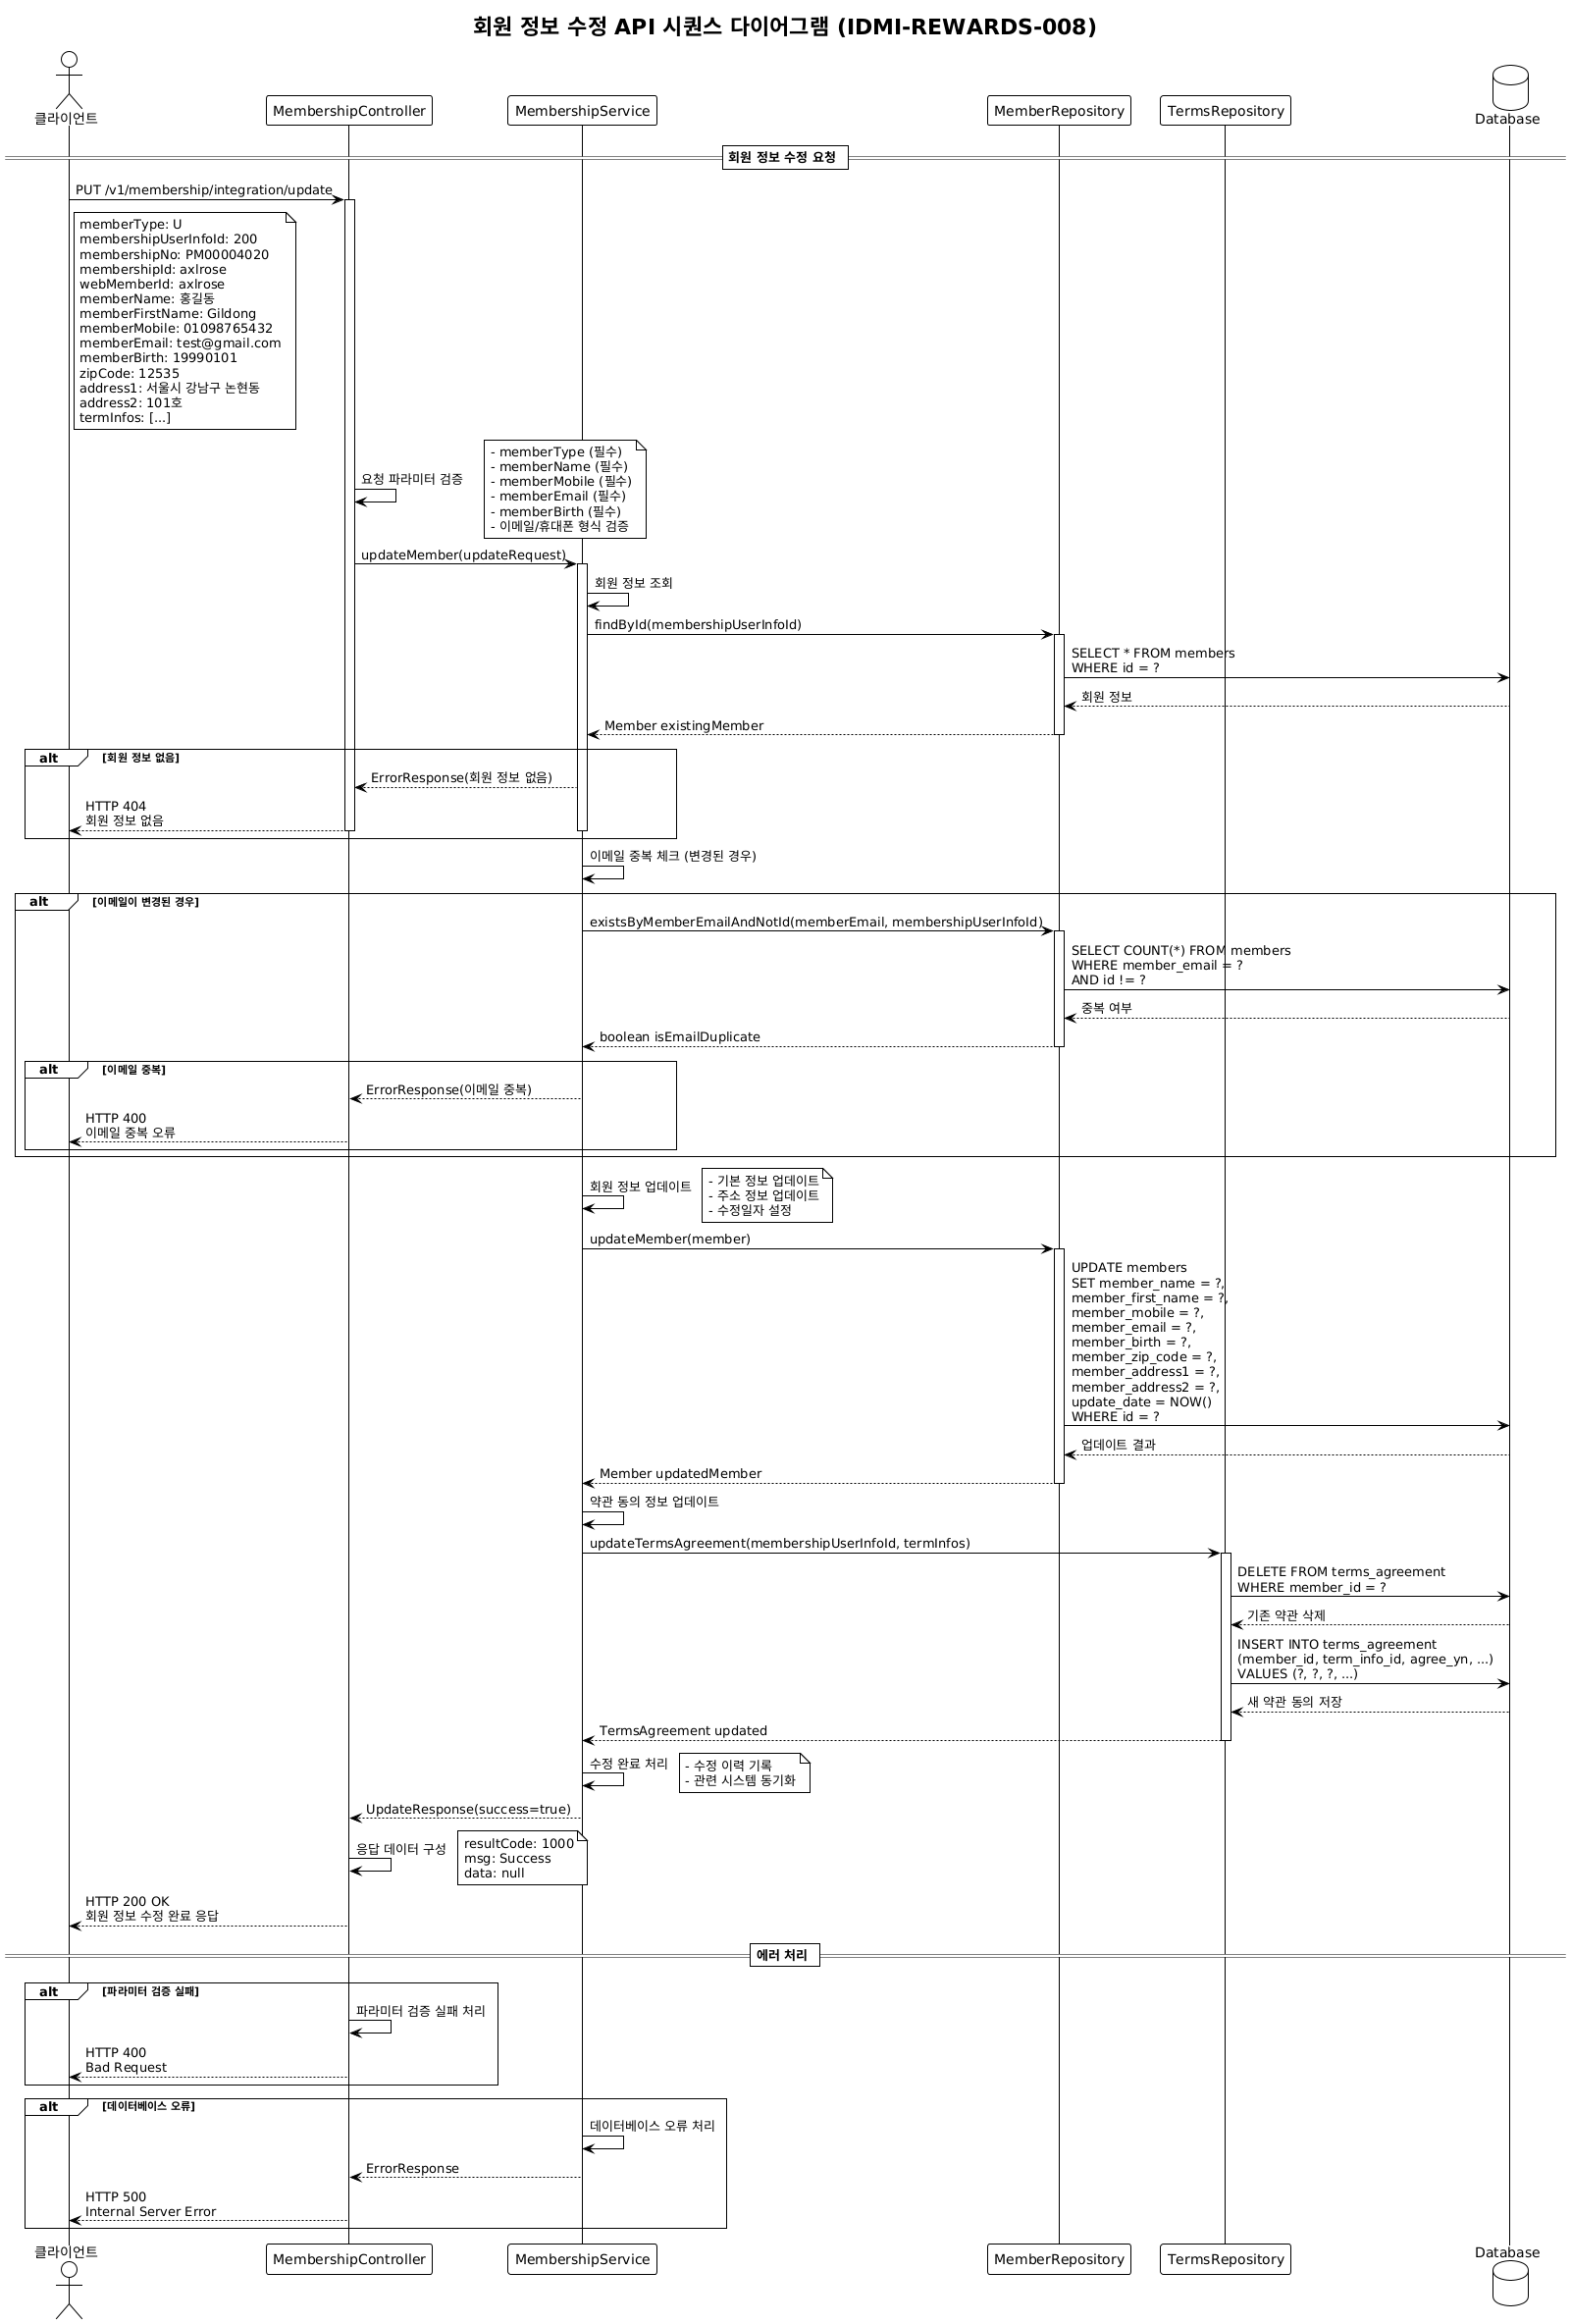 회원 정보 수정 API 시퀀스 다이어그램 (IDMI-REWARDS-008)
클라이언트
MembershipController
MembershipService
MemberRepository
TermsRepository
Database
회원 정보 수정 요청
PUT /v1/membership/integration/update
memberType: U
membershipUserInfoId: 200
membershipNo: PM00004020
membershipId: axlrose
webMemberId: axlrose
memberName: 홍길동
memberFirstName: Gildong
memberMobile: 01098765432
memberEmail: test@gmail.com
memberBirth: 19990101
zipCode: 12535
address1: 서울시 강남구 논현동
address2: 101호
termInfos: [...]
요청 파라미터 검증
- memberType (필수)
- memberName (필수)
- memberMobile (필수)
- memberEmail (필수)
- memberBirth (필수)
- 이메일/휴대폰 형식 검증
updateMember(updateRequest)
회원 정보 조회
findById(membershipUserInfoId)
SELECT * FROM members
WHERE id = ?
회원 정보
Member existingMember
alt [회원 정보 없음]
ErrorResponse(회원 정보 없음)
HTTP 404
회원 정보 없음
이메일 중복 체크 (변경된 경우)
alt [이메일이 변경된 경우]
existsByMemberEmailAndNotId(memberEmail, membershipUserInfoId)
SELECT COUNT(*) FROM members
WHERE member_email = ?
AND id != ?
중복 여부
boolean isEmailDuplicate
alt [이메일 중복]
ErrorResponse(이메일 중복)
HTTP 400
이메일 중복 오류
회원 정보 업데이트
- 기본 정보 업데이트
- 주소 정보 업데이트
- 수정일자 설정
updateMember(member)
UPDATE members
SET member_name = ?,
member_first_name = ?,
member_mobile = ?,
member_email = ?,
member_birth = ?,
member_zip_code = ?,
member_address1 = ?,
member_address2 = ?,
update_date = NOW()
WHERE id = ?
업데이트 결과
Member updatedMember
약관 동의 정보 업데이트
updateTermsAgreement(membershipUserInfoId, termInfos)
DELETE FROM terms_agreement
WHERE member_id = ?
기존 약관 삭제
INSERT INTO terms_agreement
(member_id, term_info_id, agree_yn, ...)
VALUES (?, ?, ?, ...)
새 약관 동의 저장
TermsAgreement updated
수정 완료 처리
- 수정 이력 기록
- 관련 시스템 동기화
UpdateResponse(success=true)
응답 데이터 구성
resultCode: 1000
msg: Success
data: null
HTTP 200 OK
회원 정보 수정 완료 응답
에러 처리
alt [파라미터 검증 실패]
파라미터 검증 실패 처리
HTTP 400
Bad Request
alt [데이터베이스 오류]
데이터베이스 오류 처리
ErrorResponse
HTTP 500
Internal Server Error
클라이언트
MembershipController
MembershipService
MemberRepository
TermsRepository
Database